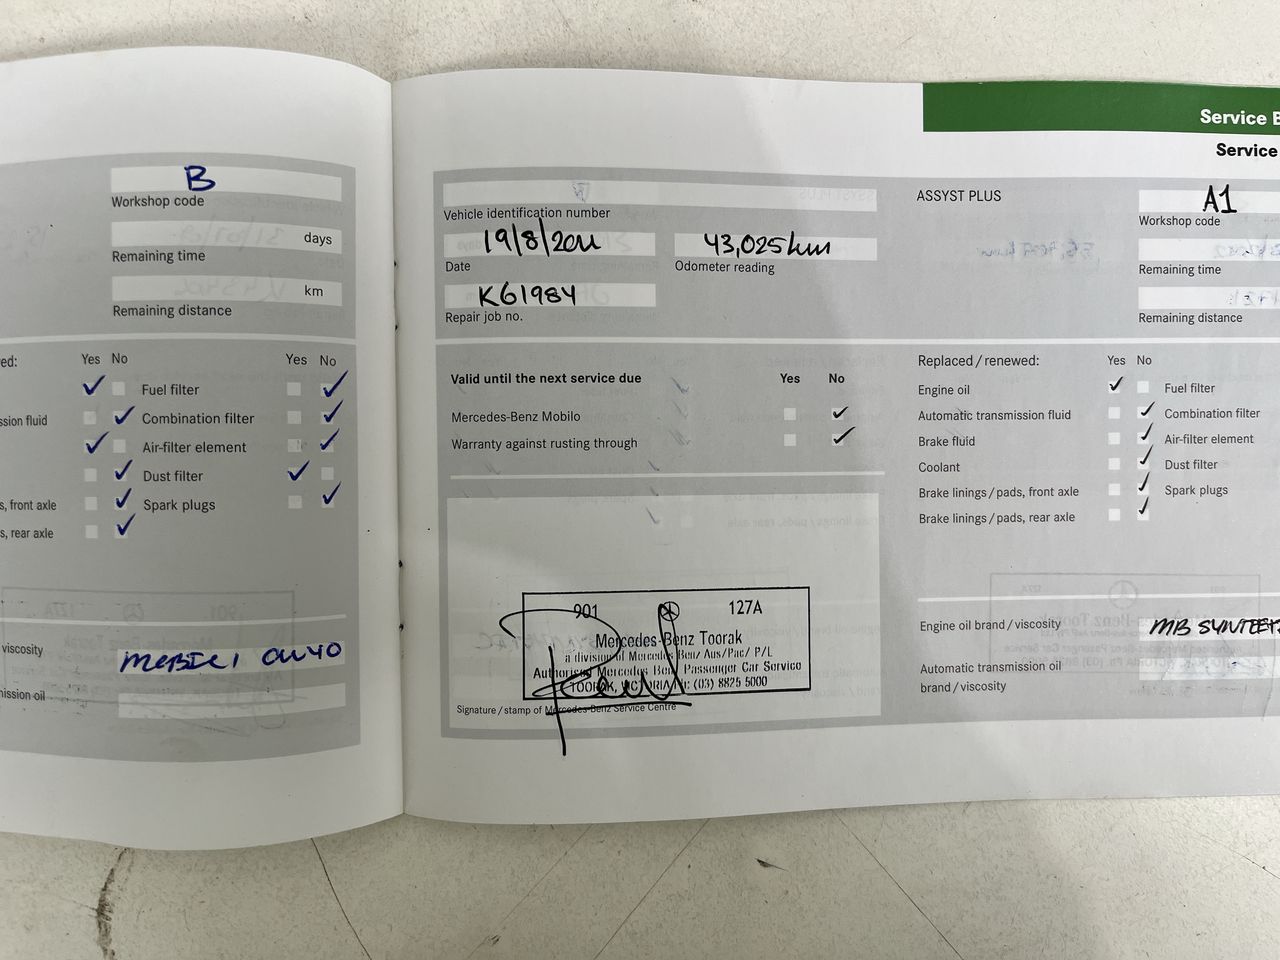 B
Workshop code
days
Remaining time
km
Remaining distance
ed: Yes No Yes No
Fuel filter
ssion fluid Combination filter
Air-filter element
Dust filter
s, front axle Spark plugs
s, rear axle
viscosity MOBIL 1 0W40
nission oil
Service B
Service
Vehicle identification number
19/8/2011 43,025 km
Date Odometer reading
K61984
Repair job no.
Valid until the next service due Yes No
Mercedes-Benz Mobilo
Warranty against rusting through
901 127A
Mercedes-Benz Toorak
a division of Mercedes Benz Aus/Pac/ P/L
Authorised Mercedes Benz Passenger Car Service
TOORAK, VICTORIA Ph: (03) 8825 5000
Signature / stamp of Mercedes-Benz Service Centre
ASSYST PLUS A1
Workshop code
Remaining time
Remaining distance
Replaced / renewed: Yes No
Engine oil Fuel filter
Automatic transmission fluid Combination filter
Brake fluid Air-filter element
Coolant Dust filter
Brake linings / pads, front axle Spark plugs
Brake linings / pads, rear axle
Engine oil brand / viscosity MB
Automatic transmission oil
brand / viscosity